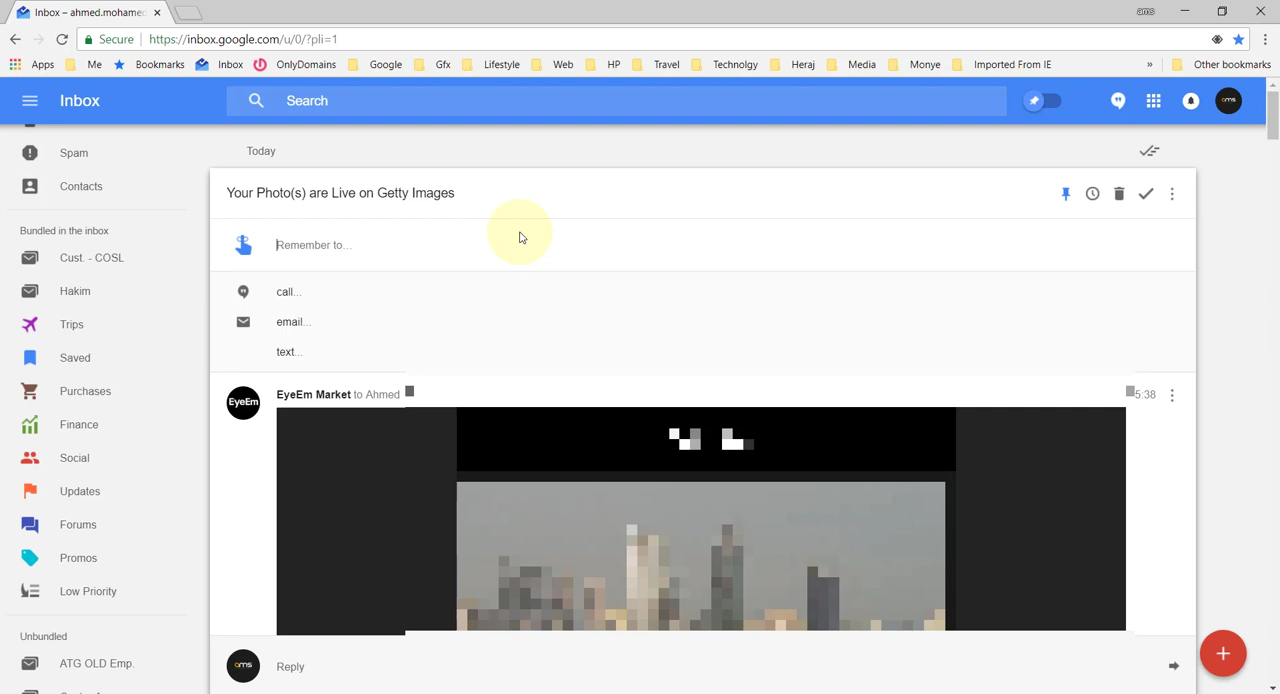 Inbox – ahmed.mohamed
ams
Secure https://inbox.google.com/u/0/?pli=1
Apps Me Bookmarks Inbox OnlyDomains Google Gfx Lifestyle Web HP Travel Technolgy Heraj Media Monye Imported From IE » Other bookmarks
Inbox Search ams
Spam
Contacts
Bundled in the inbox
Cust. - COSL
Hakim
Trips
Saved
Purchases
Finance
Social
Updates
Forums
Promos
Low Priority
Unbundled
ATG OLD Emp.
Today
Your Photo(s) are Live on Getty Images
Remember to...
call...
email...
text...
EyeEm EyeEm Market to Ahmed 5:38
ams Reply